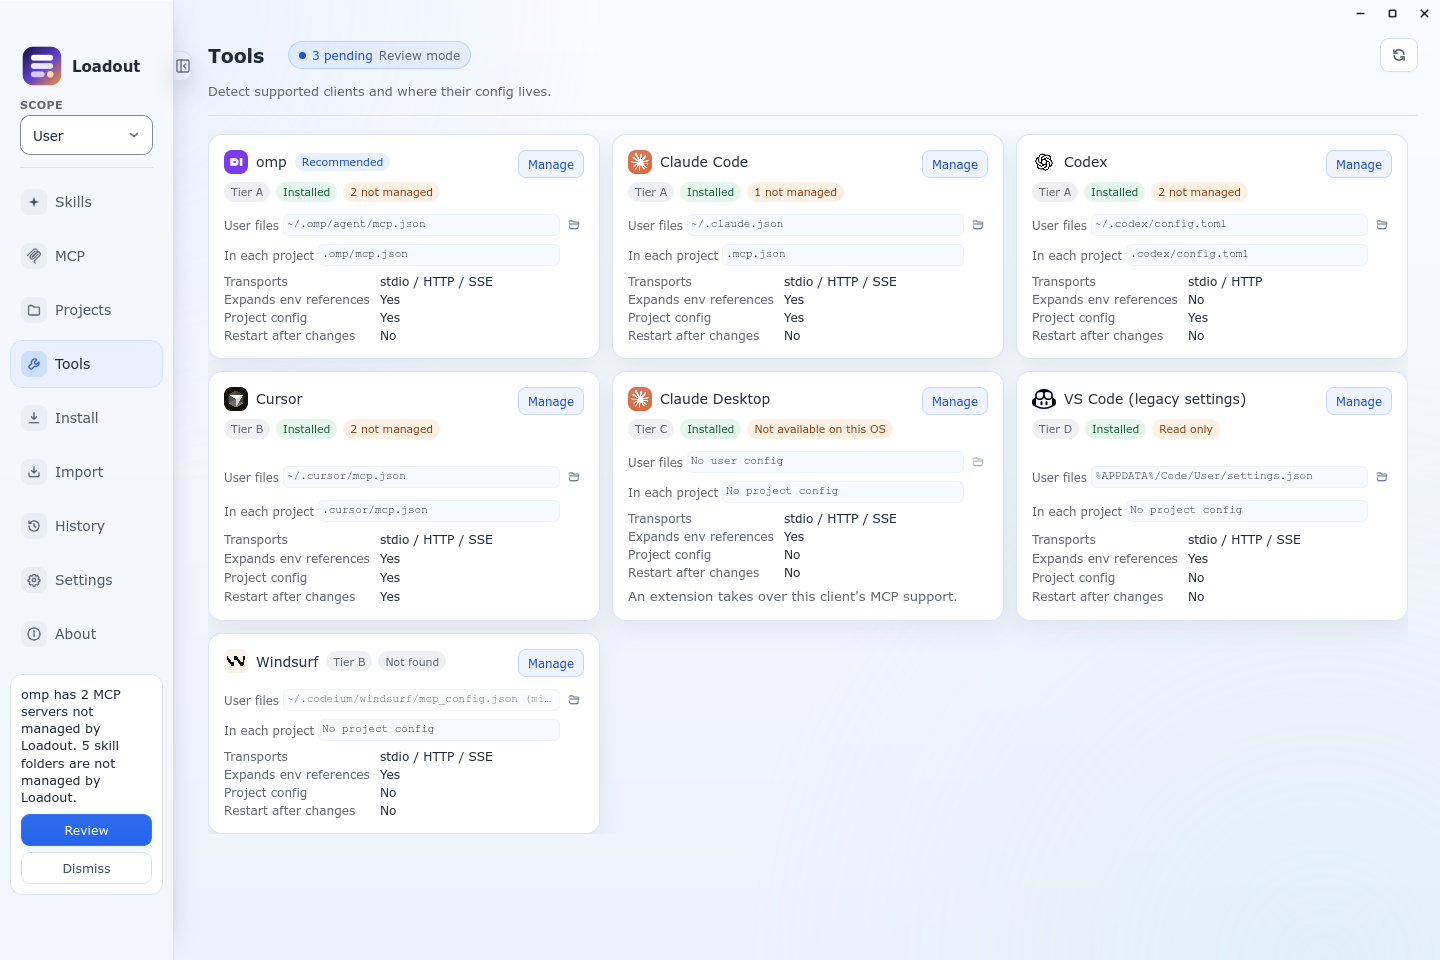 Loadout
SCOPE
User
Skills
MCP
Projects
Tools
Install
Import
History
Settings
About
omp has 2 MCP
servers not
managed by
Loadout. 5 skill
folders are not
managed by
Loadout.
Review
Dismiss
Tools
3 pending Review mode
Detect supported clients and where their config lives.
omp Recommended Manage
Tier A Installed 2 not managed
User files ~/.omp/agent/mcp.json
In each project .omp/mcp.json
Transports stdio / HTTP / SSE
Expands env references Yes
Project config Yes
Restart after changes No
Claude Code Manage
Tier A Installed 1 not managed
User files ~/.claude.json
In each project .mcp.json
Transports stdio / HTTP / SSE
Expands env references Yes
Project config Yes
Restart after changes No
Codex Manage
Tier A Installed 2 not managed
User files ~/.codex/config.toml
In each project .codex/config.toml
Transports stdio / HTTP
Expands env references No
Project config Yes
Restart after changes No
Cursor Manage
Tier B Installed 2 not managed
User files ~/.cursor/mcp.json
In each project .cursor/mcp.json
Transports stdio / HTTP / SSE
Expands env references Yes
Project config Yes
Restart after changes Yes
Claude Desktop Manage
Tier C Installed Not available on this OS
User files No user config
In each project No project config
Transports stdio / HTTP / SSE
Expands env references Yes
Project config No
Restart after changes No
An extension takes over this client's MCP support.
VS Code (legacy settings) Manage
Tier D Installed Read only
User files %APPDATA%/Code/User/settings.json
In each project No project config
Transports stdio / HTTP / SSE
Expands env references Yes
Project config No
Restart after changes No
Windsurf Tier B Not found Manage
User files ~/.codeium/windsurf/mcp_config.json (mi…
In each project No project config
Transports stdio / HTTP / SSE
Expands env references Yes
Project config No
Restart after changes No